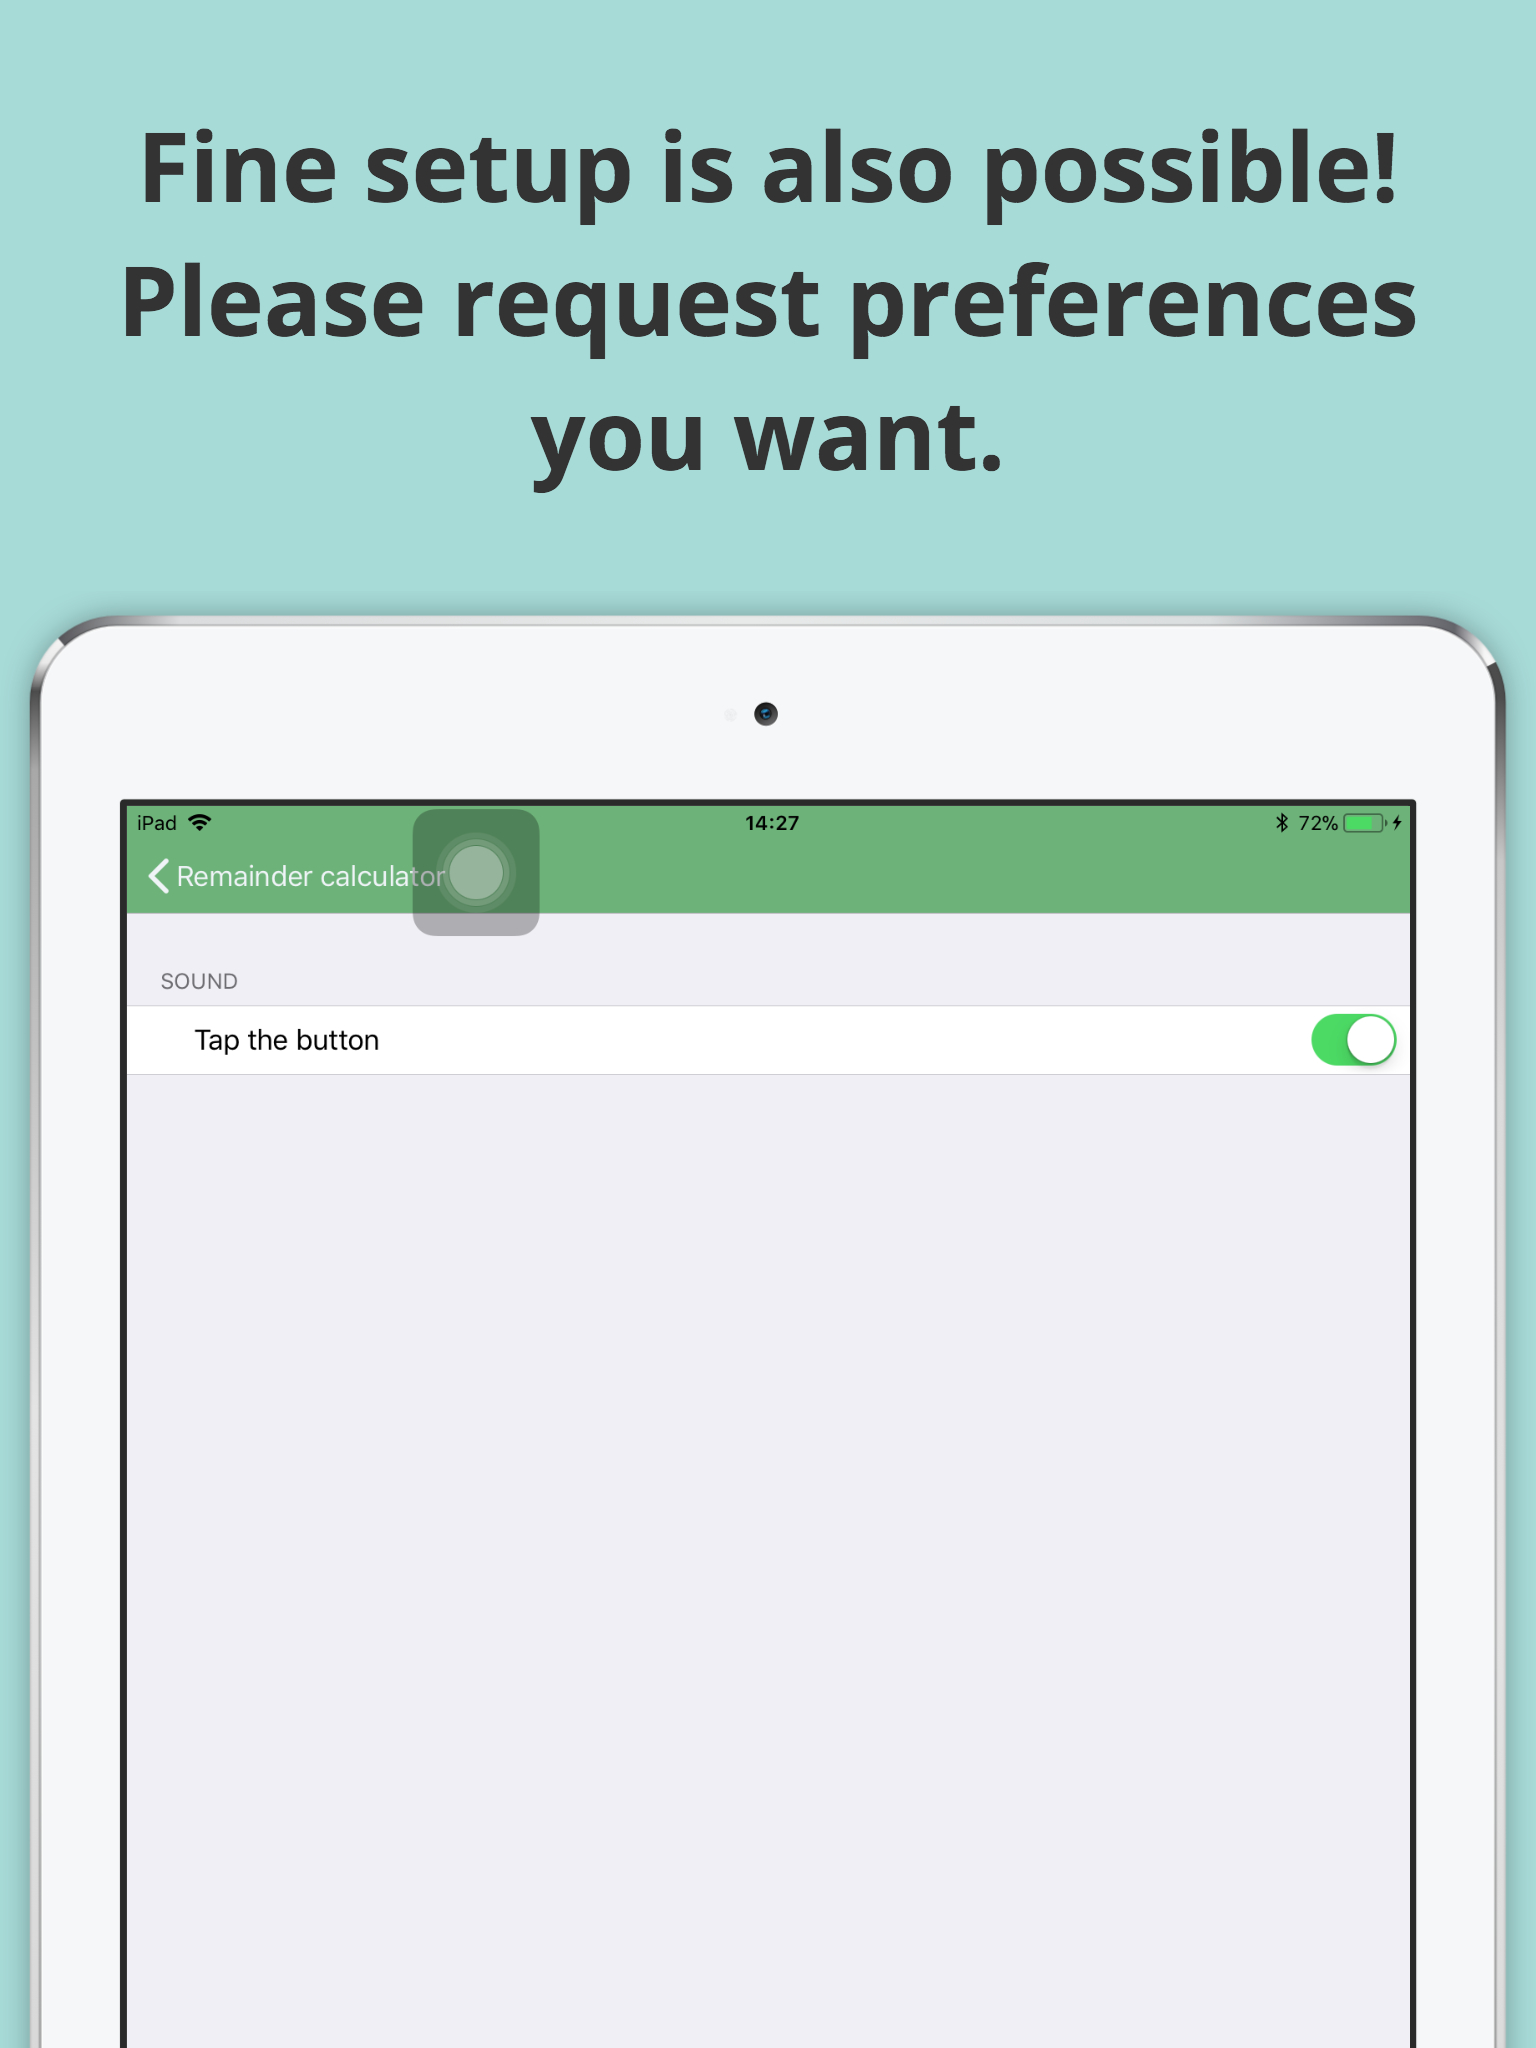 Fine setup is also possible!
Please request preferences
you want.
iPad 14:27 72%
Remainder calculator
SOUND
Tap the button